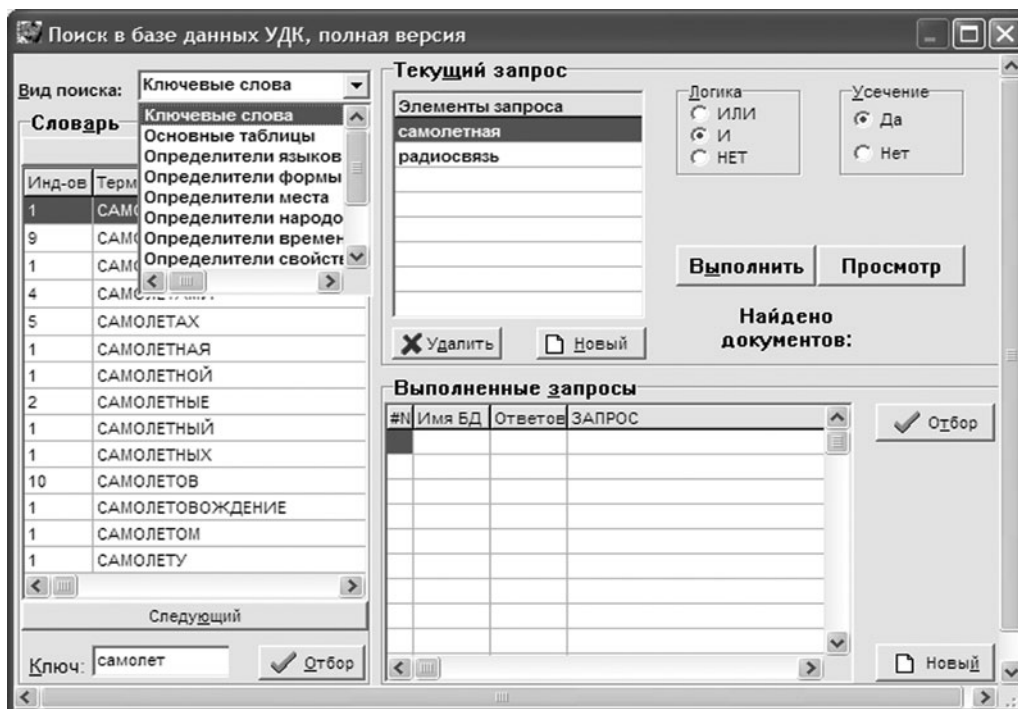 Поиск в базе данных УДК, полная версия
Вид поиска: Ключевые слова
Ключевые слова
Основные таблицы
Определители языков
Определители формы
Определители места
Определители народо
Определители времен
Определители свойств
Словарь
Инд-ов Терм
1 САМО
9 САМО
1 САМО
4
5 САМОЛЕТАХ
1 САМОЛЕТНАЯ
1 САМОЛЕТНОЙ
2 САМОЛЕТНЫЕ
1 САМОЛЕТНЫЙ
1 САМОЛЕТНЫХ
10 САМОЛЕТОВ
1 САМОЛЕТОВОЖДЕНИЕ
1 САМОЛЕТОМ
1 САМОЛЕТУ
Следующий
Ключ: самолет Отбор
Текущий запрос
Элементы запроса
самолетная
радиосвязь
Удалить Новый
Логика
ИЛИ
И
НЕТ
Усечение
Да
Нет
Выполнить Просмотр
Найдено
документов:
Выполненные запросы
#N Имя БД Ответов ЗАПРОС
Отбор
Новый